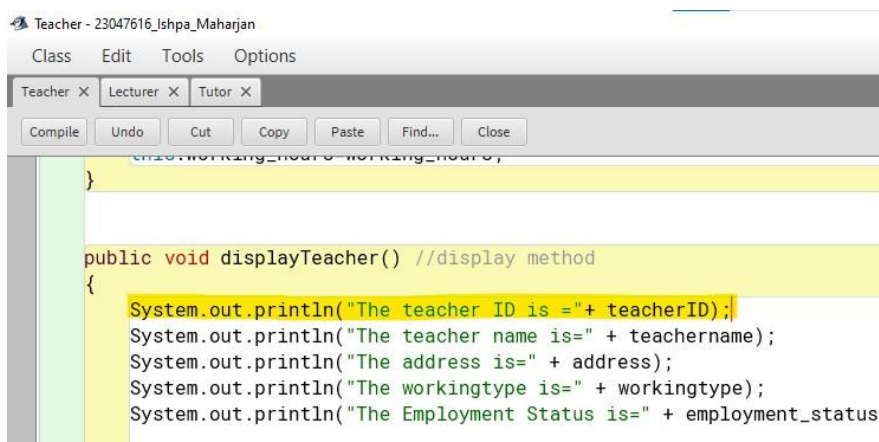 Teacher - 23047616_Ishpa_Maharjan
Class Edit Tools Options
Teacher X Lecturer X Tutor X
Compile Undo Cut Copy Paste Find... Close
this.working_hours=working_hours;
}
public void displayTeacher() //display method
{
System.out.println("The teacher ID is ="+ teacherID);
System.out.println("The teacher name is=" + teachername);
System.out.println("The address is=" + address);
System.out.println("The workingtype is=" + workingtype);
System.out.println("The Employment Status is=" + employment_status